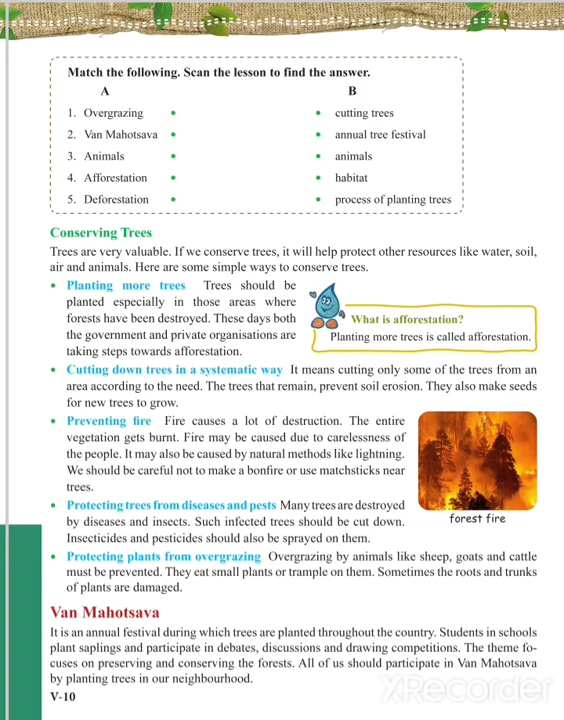 Match the following. Scan the lesson to find the answer.
A B
1. Overgrazing • • cutting trees
2. Van Mahotsava • • annual tree festival
3. Animals • • animals
4. Afforestation • • habitat
5. Deforestation • • process of planting trees
Conserving Trees
Trees are very valuable. If we conserve trees, it will help protect other resources like water, soil,
air and animals. Here are some simple ways to conserve trees.
• Planting more trees Trees should be
planted especially in those areas where
forests have been destroyed. These days both
the government and private organisations are
taking steps towards afforestation.
What is afforestation?
Planting more trees is called afforestation.
• Cutting down trees in a systematic way It means cutting only some of the trees from an
area according to the need. The trees that remain, prevent soil erosion. They also make seeds
for new trees to grow.
• Preventing fire Fire causes a lot of destruction. The entire
vegetation gets burnt. Fire may be caused due to carelessness of
the people. It may also be caused by natural methods like lightning.
We should be careful not to make a bonfire or use matchsticks near
trees.
forest fire
• Protecting trees from diseases and pests Many trees are destroyed
by diseases and insects. Such infected trees should be cut down.
Insecticides and pesticides should also be sprayed on them.
• Protecting plants from overgrazing Overgrazing by animals like sheep, goats and cattle
must be prevented. They eat small plants or trample on them. Sometimes the roots and trunks
of plants are damaged.
Van Mahotsava
It is an annual festival during which trees are planted throughout the country. Students in schools
plant saplings and participate in debates, discussions and drawing competitions. The theme fo-
cuses on preserving and conserving the forests. All of us should participate in Van Mahotsava
by planting trees in our neighbourhood.
V-10
XRecorder